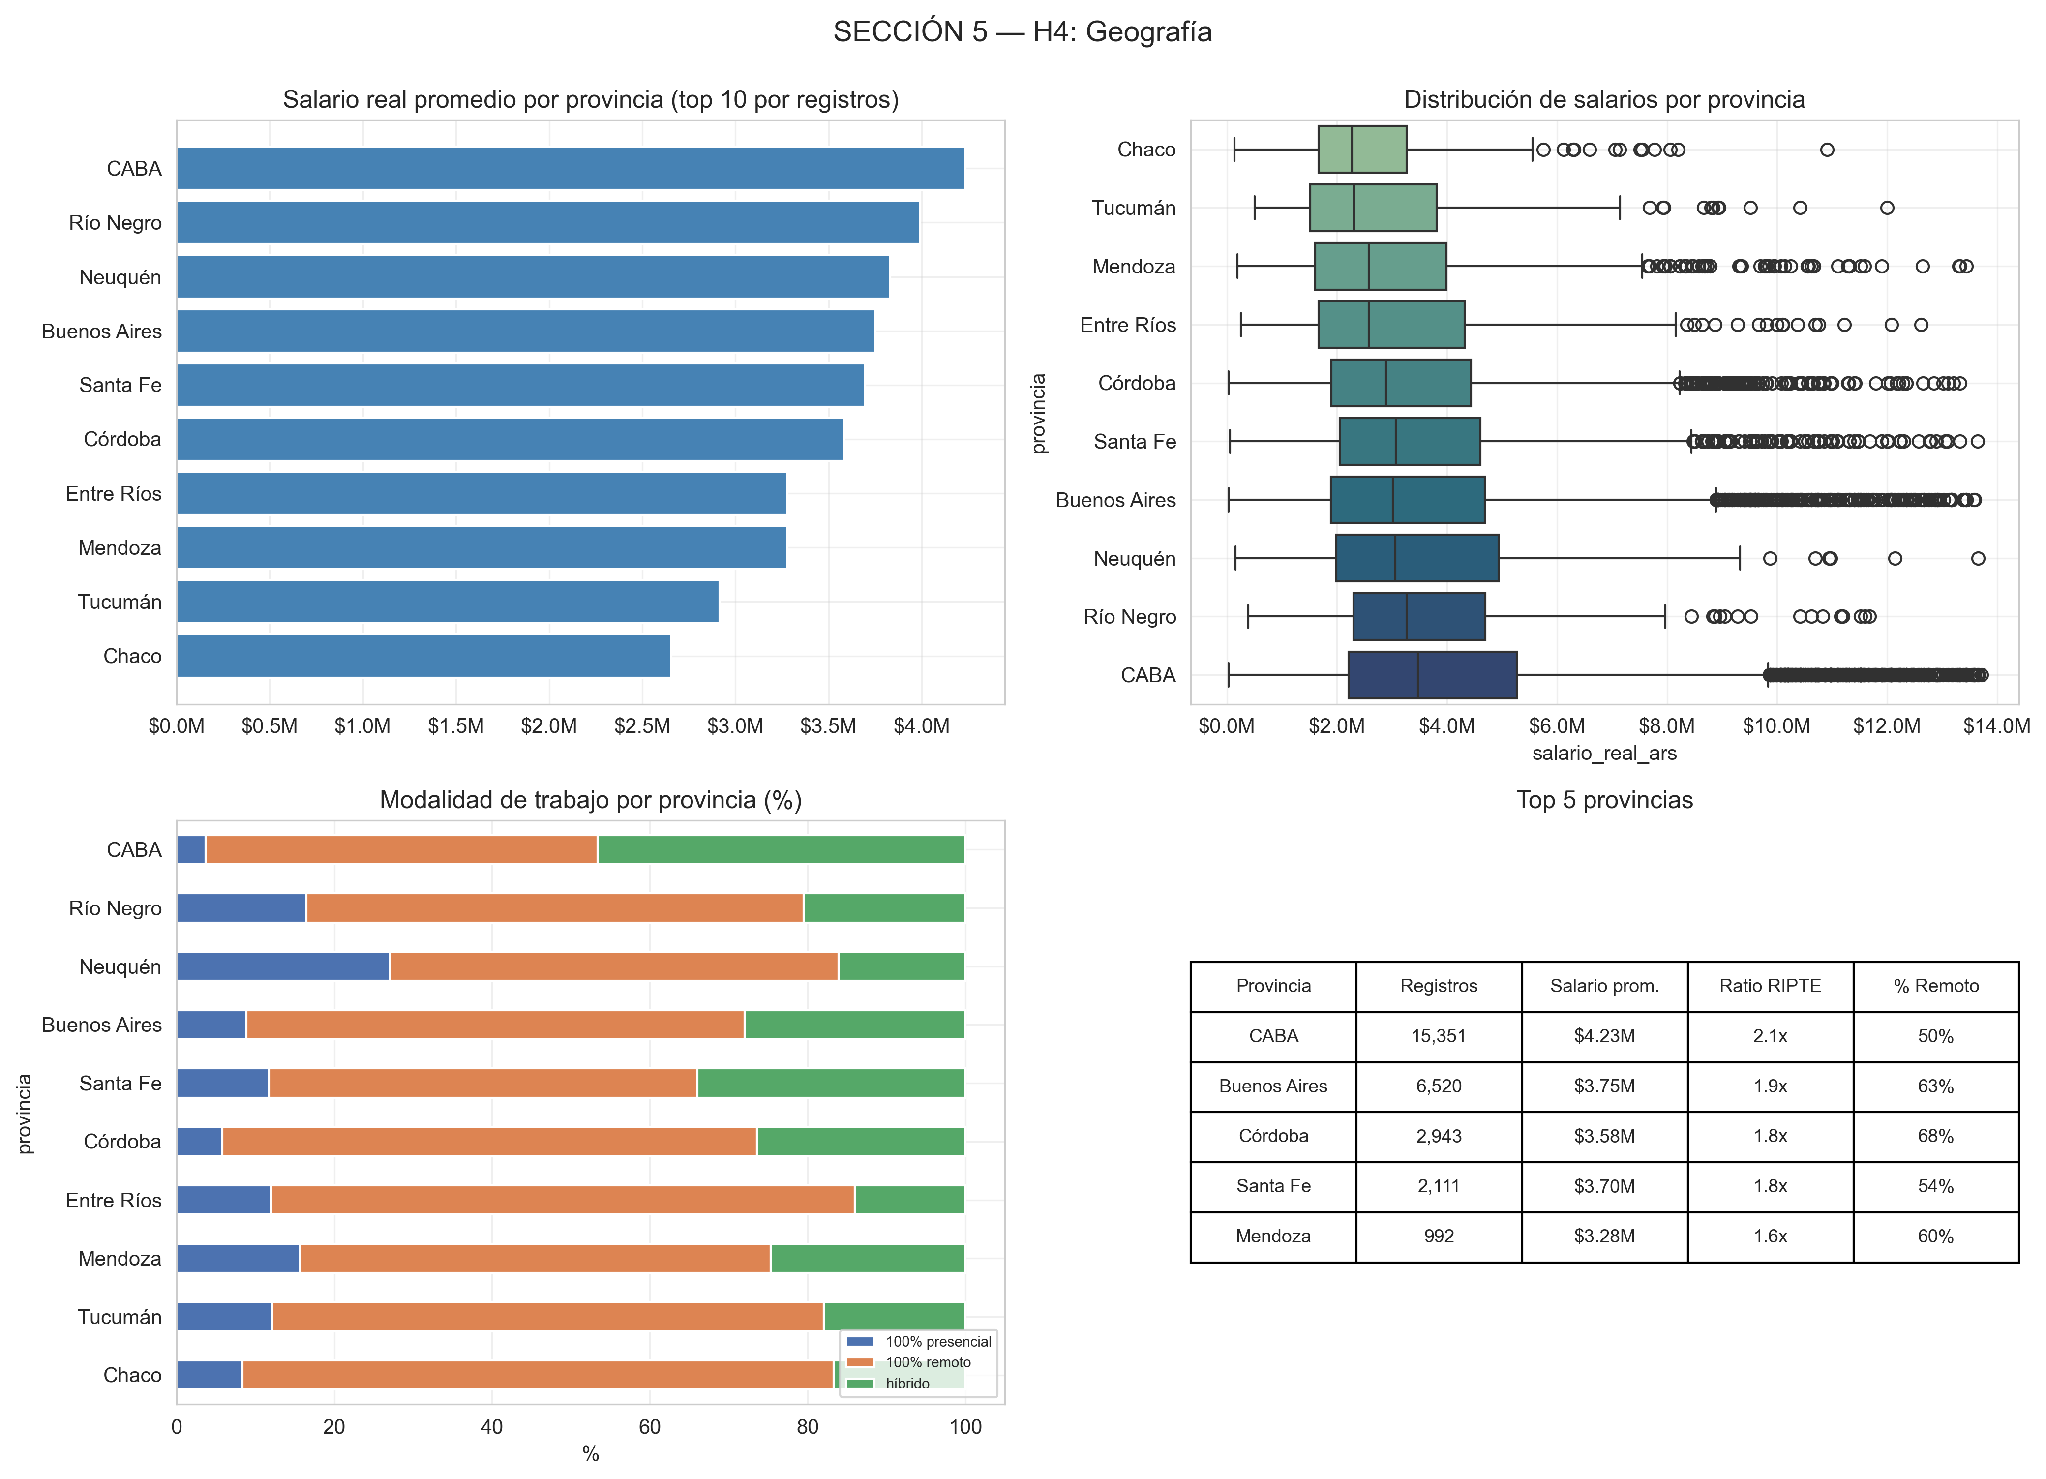 SECCIÓN 5 — H4: Geografía
Salario real promedio por provincia (top 10 por registros)
CABA
Río Negro
Neuquén
Buenos Aires
Santa Fe
Córdoba
Entre Ríos
Mendoza
Tucumán
Chaco
$0.0M $0.5M $1.0M $1.5M $2.0M $2.5M $3.0M $3.5M $4.0M
Distribución de salarios por provincia
provincia
Chaco
Tucumán
Mendoza
Entre Ríos
Córdoba
Santa Fe
Buenos Aires
Neuquén
Río Negro
CABA
$0.0M $2.0M $4.0M $6.0M $8.0M $10.0M $12.0M $14.0M
salario_real_ars
Modalidad de trabajo por provincia (%)
provincia
CABA
Río Negro
Neuquén
Buenos Aires
Santa Fe
Córdoba
Entre Ríos
Mendoza
Tucumán
Chaco
100% presencial
100% remoto
híbrido
0 20 40 60 80 100
%
Top 5 provincias
Provincia Registros Salario prom. Ratio RIPTE % Remoto
CABA 15,351 $4.23M 2.1x 50%
Buenos Aires 6,520 $3.75M 1.9x 63%
Córdoba 2,943 $3.58M 1.8x 68%
Santa Fe 2,111 $3.70M 1.8x 54%
Mendoza 992 $3.28M 1.6x 60%